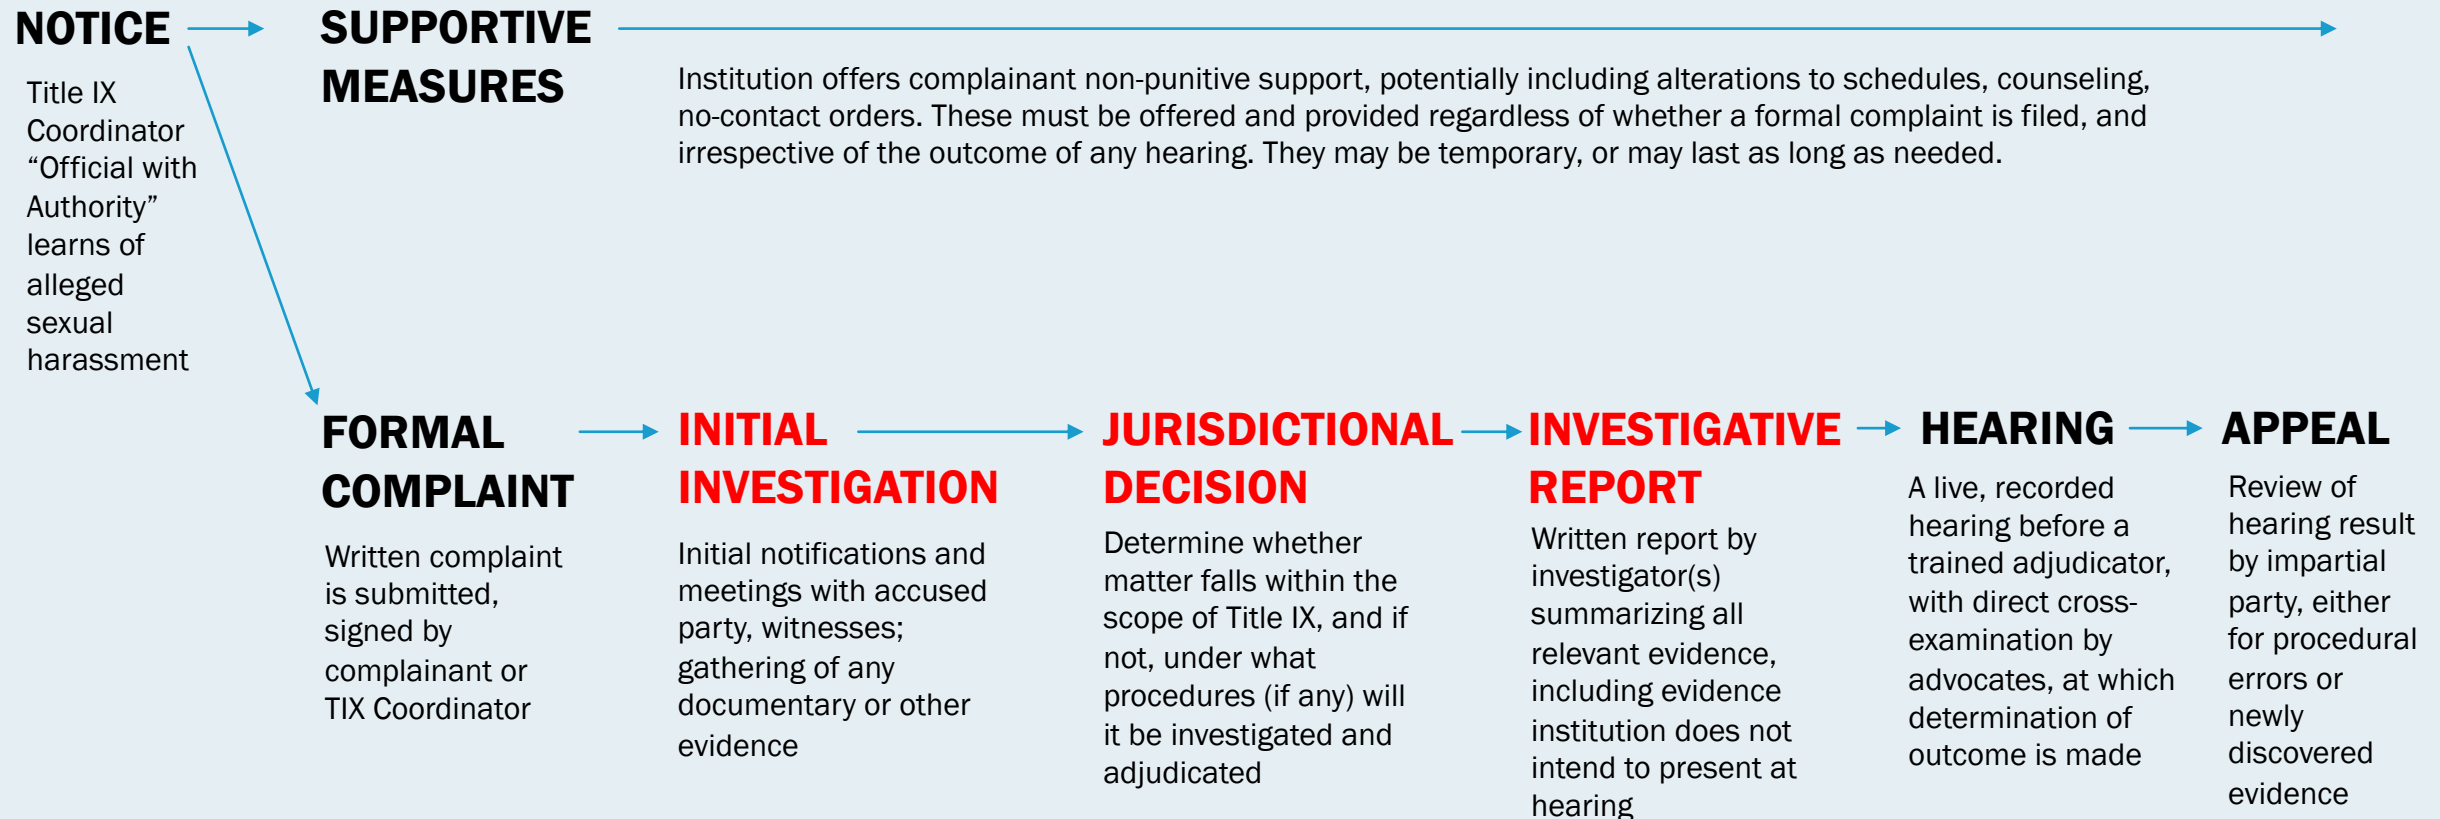 NOTICE
Title IX
Coordinator
“Official with
Authority”
learns of
alleged
sexual
harassment
SUPPORTIVE
MEASURES
Institution offers complainant non-punitive support, potentially including alterations to schedules, counseling,
no-contact orders. These must be offered and provided regardless of whether a formal complaint is filed, and
irrespective of the outcome of any hearing. They may be temporary, or may last as long as needed.
FORMAL
COMPLAINT
Written complaint
is submitted,
signed by
complainant or
TIX Coordinator
INITIAL
INVESTIGATION
Initial notifications and
meetings with accused
party, witnesses;
gathering of any
documentary or other
evidence
JURISDICTIONAL
DECISION
Determine whether
matter falls within the
scope of Title IX, and if
not, under what
procedures (if any) will
it be investigated and
adjudicated
INVESTIGATIVE
REPORT
Written report by
investigator(s)
summarizing all
relevant evidence,
including evidence
institution does not
intend to present at
hearing
HEARING
A live, recorded
hearing before a
trained adjudicator,
with direct cross-
examination by
advocates, at which
determination of
outcome is made
APPEAL
Review of
hearing result
by impartial
party, either
for procedural
errors or
newly
discovered
evidence